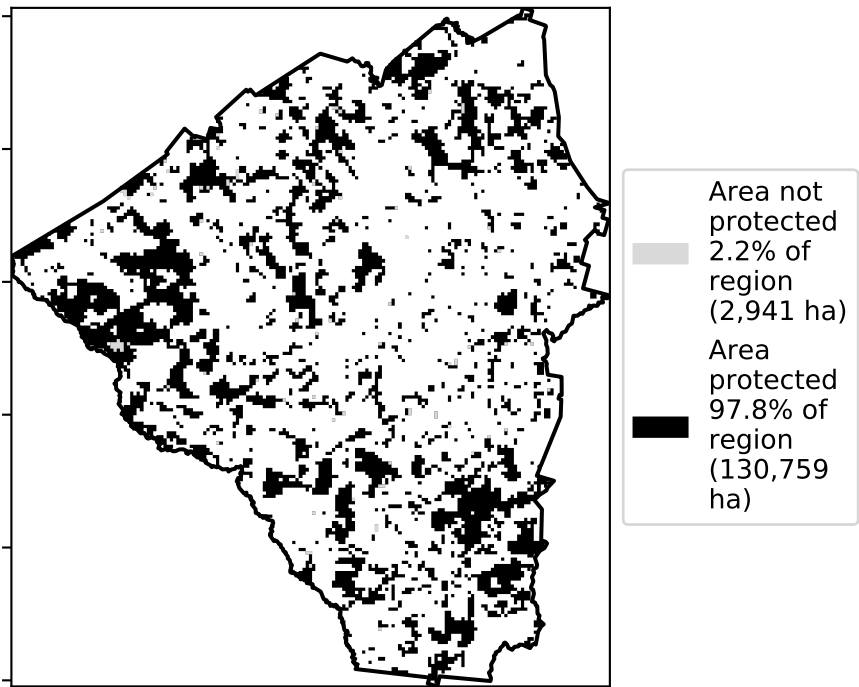 Area not
protected
2.2% of
region
(2,941 ha)
Area
protected
97.8% of
region
(130,759
ha)